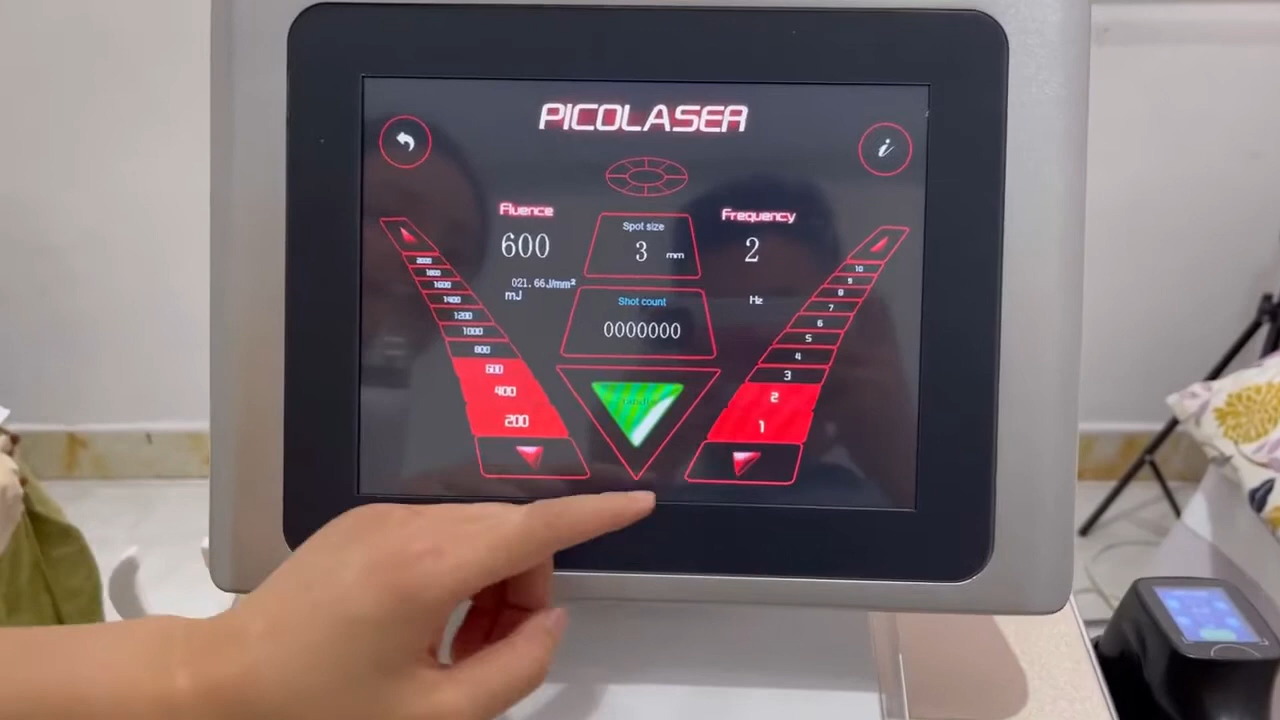 PICOLASER
i
Fluence
600
021.66J/mm²
mJ
Spot size
3 mm
Shot count
0000000
Frequency
2
Hz
2000
1800
1600
1400
1200
1000
800
600
400
200
10
9
8
7
6
5
4
3
2
1